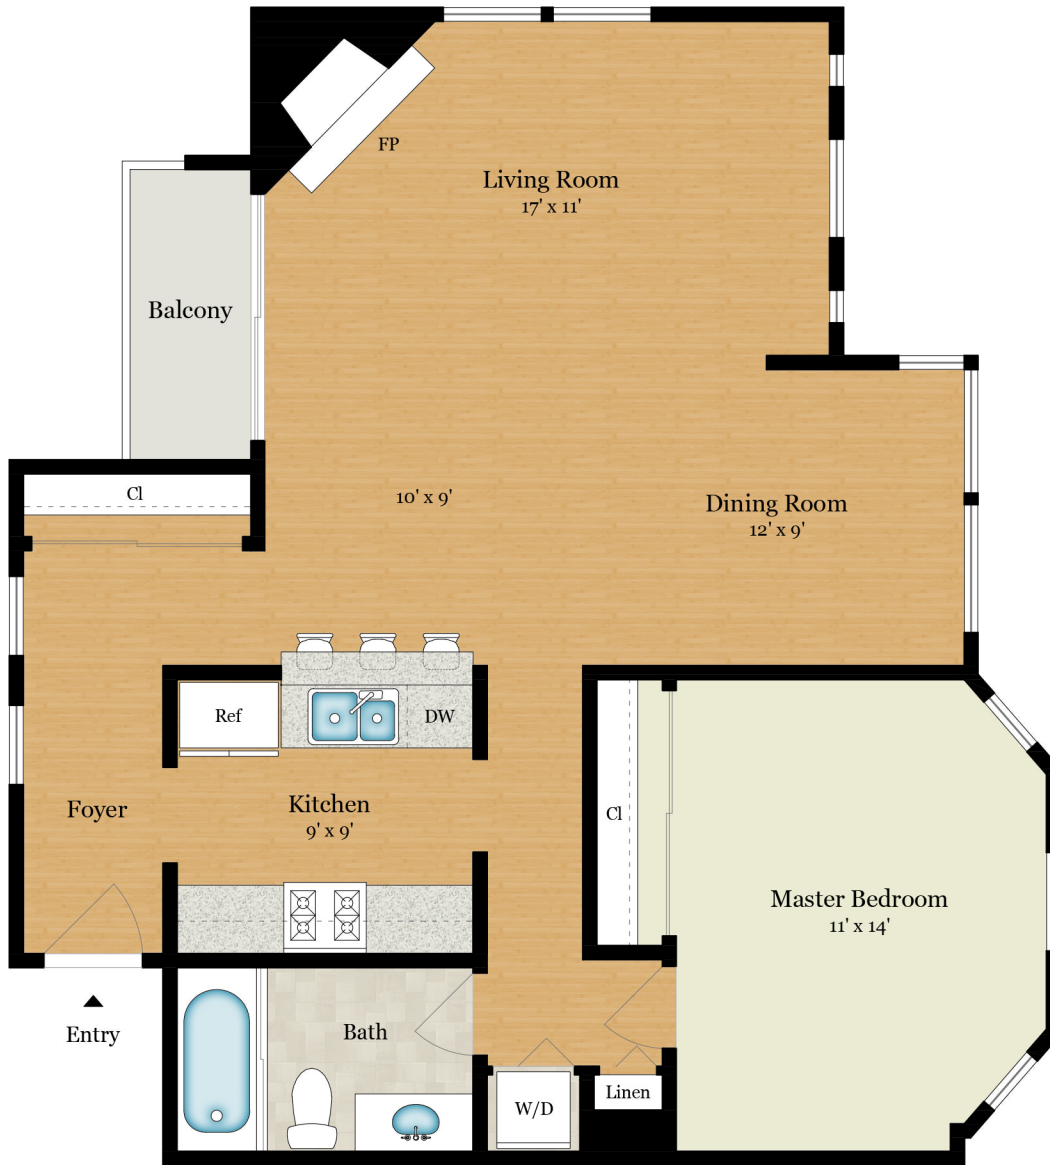 FP
Living Room
17' x 11'
Balcony
Cl
10' x 9'
Dining Room
12' x 9'
Ref
DW
Foyer
Kitchen
9' x 9'
Cl
Master Bedroom
11' x 14'
Entry
Bath
W/D
Linen